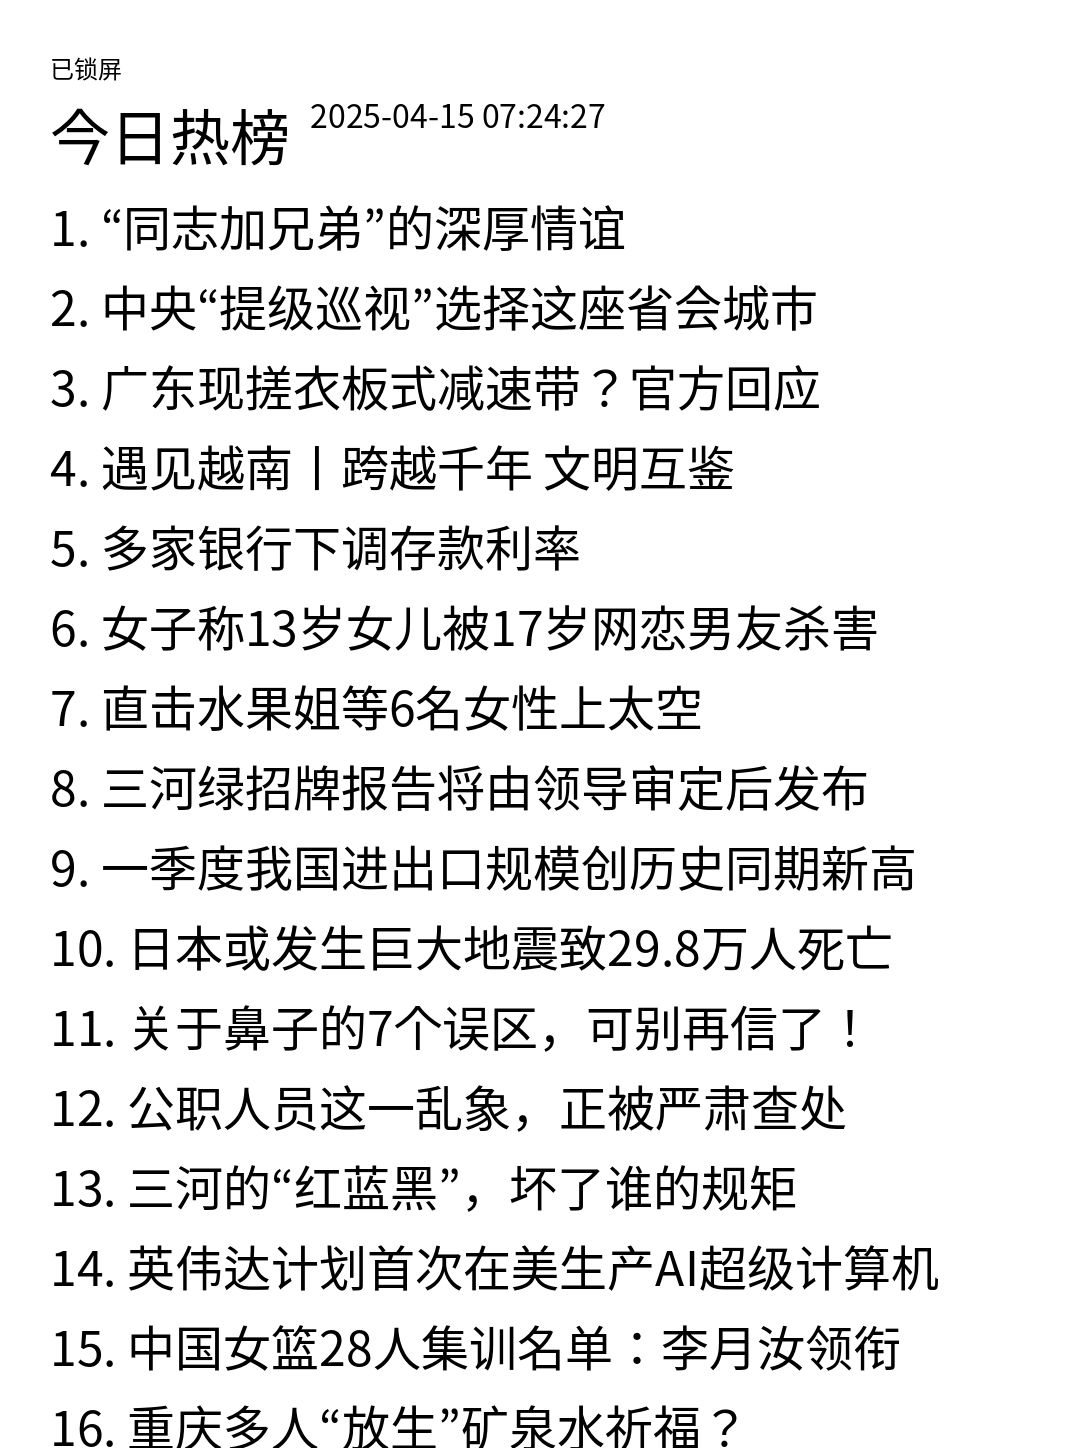 已锁屏
今日热榜 2025-04-15 07:24:27
1. “同志加兄弟”的深厚情谊
2. 中央“提级巡视”选择这座省会城市
3. 广东现搓衣板式减速带？官方回应
4. 遇见越南丨跨越千年 文明互鉴
5. 多家银行下调存款利率
6. 女子称13岁女儿被17岁网恋男友杀害
7. 直击水果姐等6名女性上太空
8. 三河绿招牌报告将由领导审定后发布
9. 一季度我国进出口规模创历史同期新高
10. 日本或发生巨大地震致29.8万人死亡
11. 关于鼻子的7个误区，可别再信了！
12. 公职人员这一乱象，正被严肃查处
13. 三河的“红蓝黑”，坏了谁的规矩
14. 英伟达计划首次在美生产AI超级计算机
15. 中国女篮28人集训名单：李月汝领衔
16. 重庆多人“放生”矿泉水祈福？